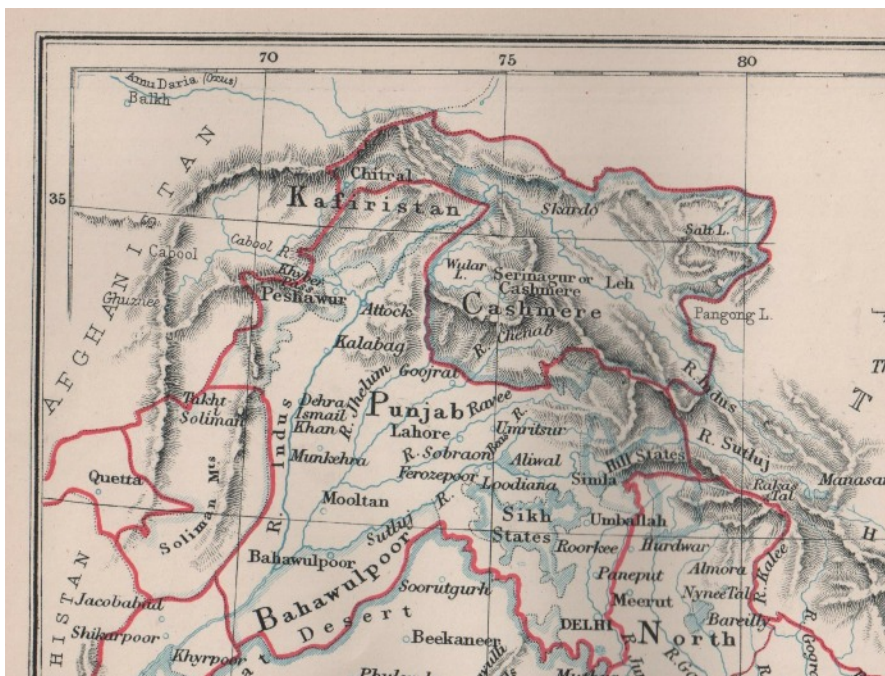 70
75
80
Amu Daria (Oxus)
Balkh
AFGHANISTAN
35
Chitral
Kafiristan
Skardo
Salt L.
Cabool R.
Cabool
Khyber
Pass
Peshawur
Wular
L.
Serinagur or
Cashmere
Leh
Ghuznee
Attock
Cashmere
Pangong L.
Kalabag
R. Chenab
Goojrat
R. Indus
T
Takht
Soliman
Dehra
Ismail
Khan
R. Jhelum
Punjab
Ravee R.
Lahore
Umritsur
R. Sutluj
R. Indus
Munkehra
R. Sobraon
Beas
Ferozepoor
Aliwal
Hill States
Quetta
Loodiana
Simla
Rakas
Tal
Manasar
Soliman Mts
Mooltan
Sutluj R.
Sikh
States
Umballah
H
Roorkee
Hurdwar
Bahawulpoor
Bahawulpoor
Paneput
Almora
R. Kalee
HISTAN
Jacobabad
Soorutgurh
Meerut
Nynee Tal
Bareilly
Shikarpoor
Desert
Beekaneer
DELHI
North
R. Gogra
Khyrpoor